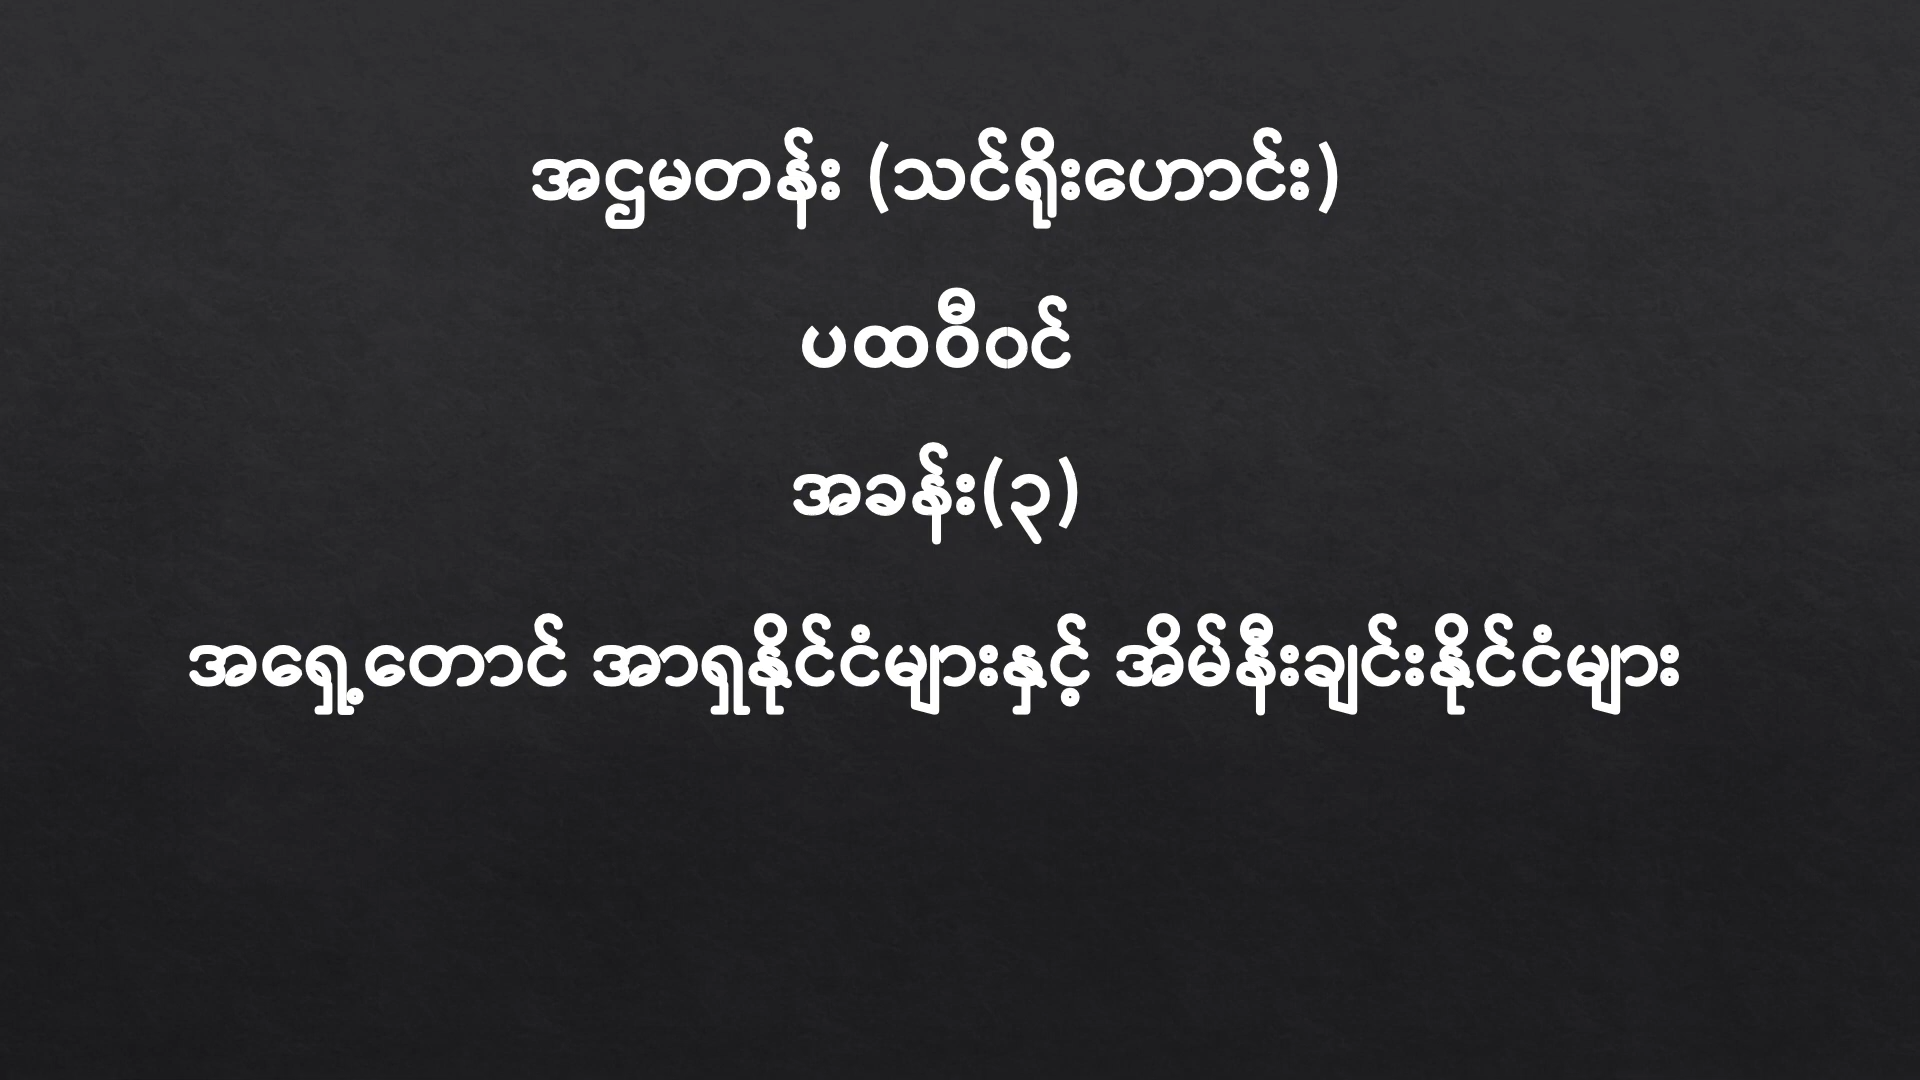 အဌမတန်း (သင်ရိုးဟောင်း)
ပထဝီဝင်
အခန်း(၃)
အရှေ့တောင် အာရှနိုင်ငံများနှင့် အိမ်နီးချင်းနိုင်ငံများ